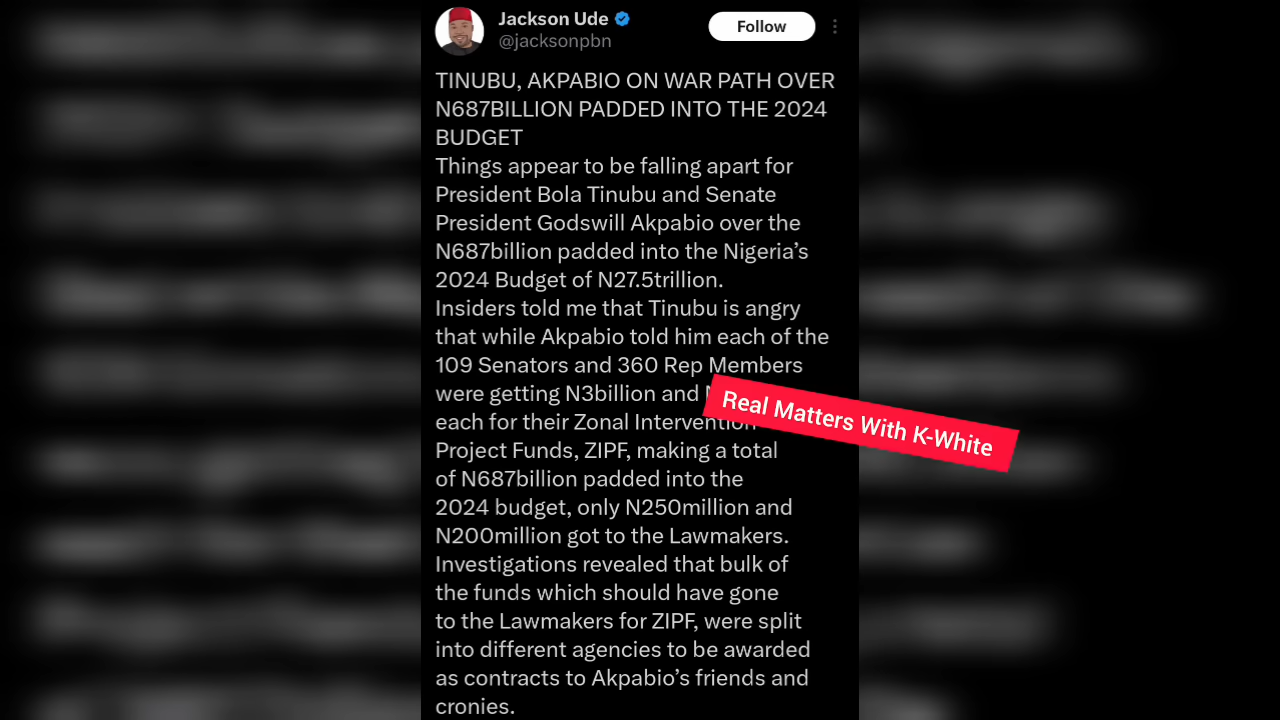 Jackson Ude
@jacksonpbn
Follow
TINUBU, AKPABIO ON WAR PATH OVER
N687BILLION PADDED INTO THE 2024
BUDGET
Things appear to be falling apart for
President Bola Tinubu and Senate
President Godswill Akpabio over the
N687billion padded into the Nigeria’s
2024 Budget of N27.5trillion.
Insiders told me that Tinubu is angry
that while Akpabio told him each of the
109 Senators and 360 Rep Members
were getting N3billion and
each for their Zonal Intervention
Project Funds, ZIPF, making a total
of N687billion padded into the
2024 budget, only N250million and
N200million got to the Lawmakers.
Investigations revealed that bulk of
the funds which should have gone
to the Lawmakers for ZIPF, were split
into different agencies to be awarded
as contracts to Akpabio’s friends and
cronies.
Real Matters With K-White